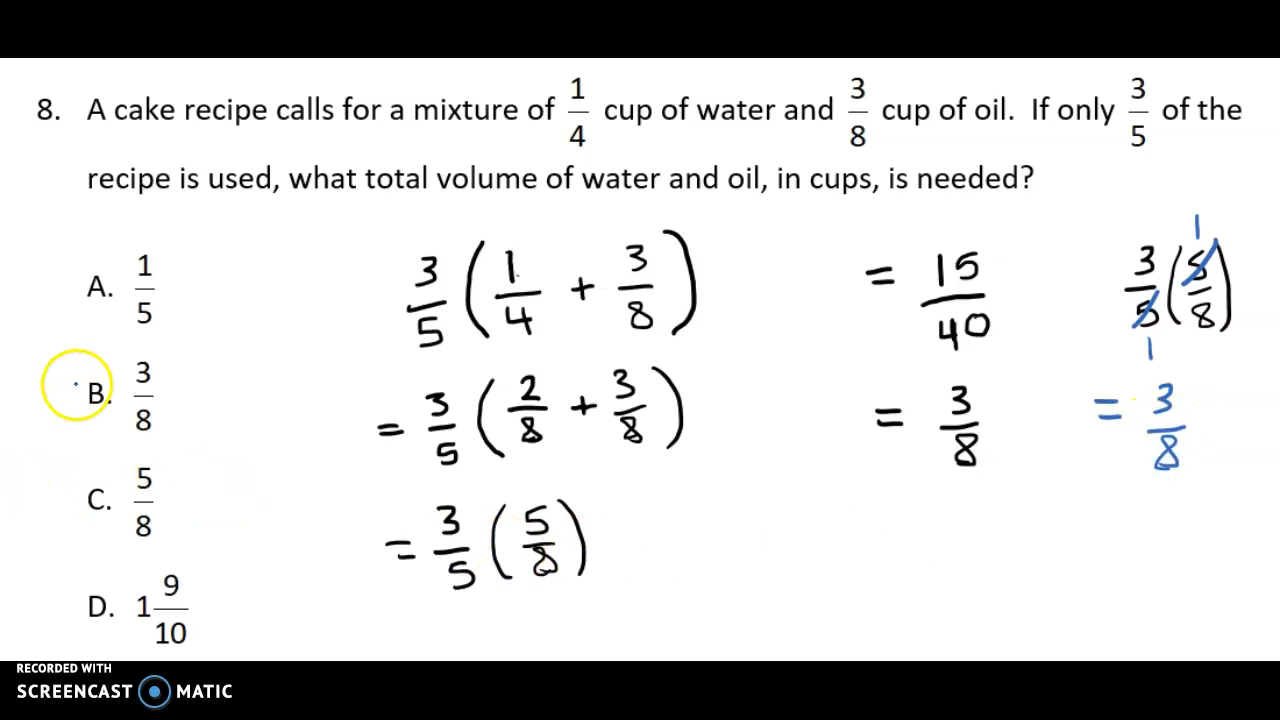 8. A cake recipe calls for a mixture of 1/4 cup of water and 3/8 cup of oil. If only 3/5 of the
recipe is used, what total volume of water and oil, in cups, is needed?
A. 1/5
B. 3/8
C. 5/8
D. 1 9/10
3/5 (1/4 + 3/8)
= 3/5 (2/8 + 3/8)
= 3/5 (5/8)
= 15/40
= 3/8
3/5 (5/8)
1
1
= 3/8
RECORDED WITH
SCREENCAST MATIC